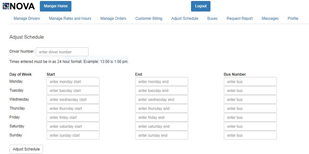 NOVA Manger Home Logout
Manage Drivers Manage Rates and Hours Manage Orders Customer Billing Adjust Schedule Buses Request Report Messages Profile
Adjust Schedule
Driver Number: enter driver number
Times entered must be in as 24 hour format. Example: 13:00 is 1:00 pm
Day of Week Start End Bus Number:
Monday enter monday start enter monday end enter bus
Tuesday enter tuesday start enter tuesday end enter bus
Wednesday enter wednesday start enter wednesday end enter bus
Thursday enter thursday start enter thursday end enter bus
Friday enter friday start enter friday end enter bus
Saturday enter saturday start enter saturday end enter bus
Sunday enter sunday start enter sunday end enter bus
Adjust Schedule